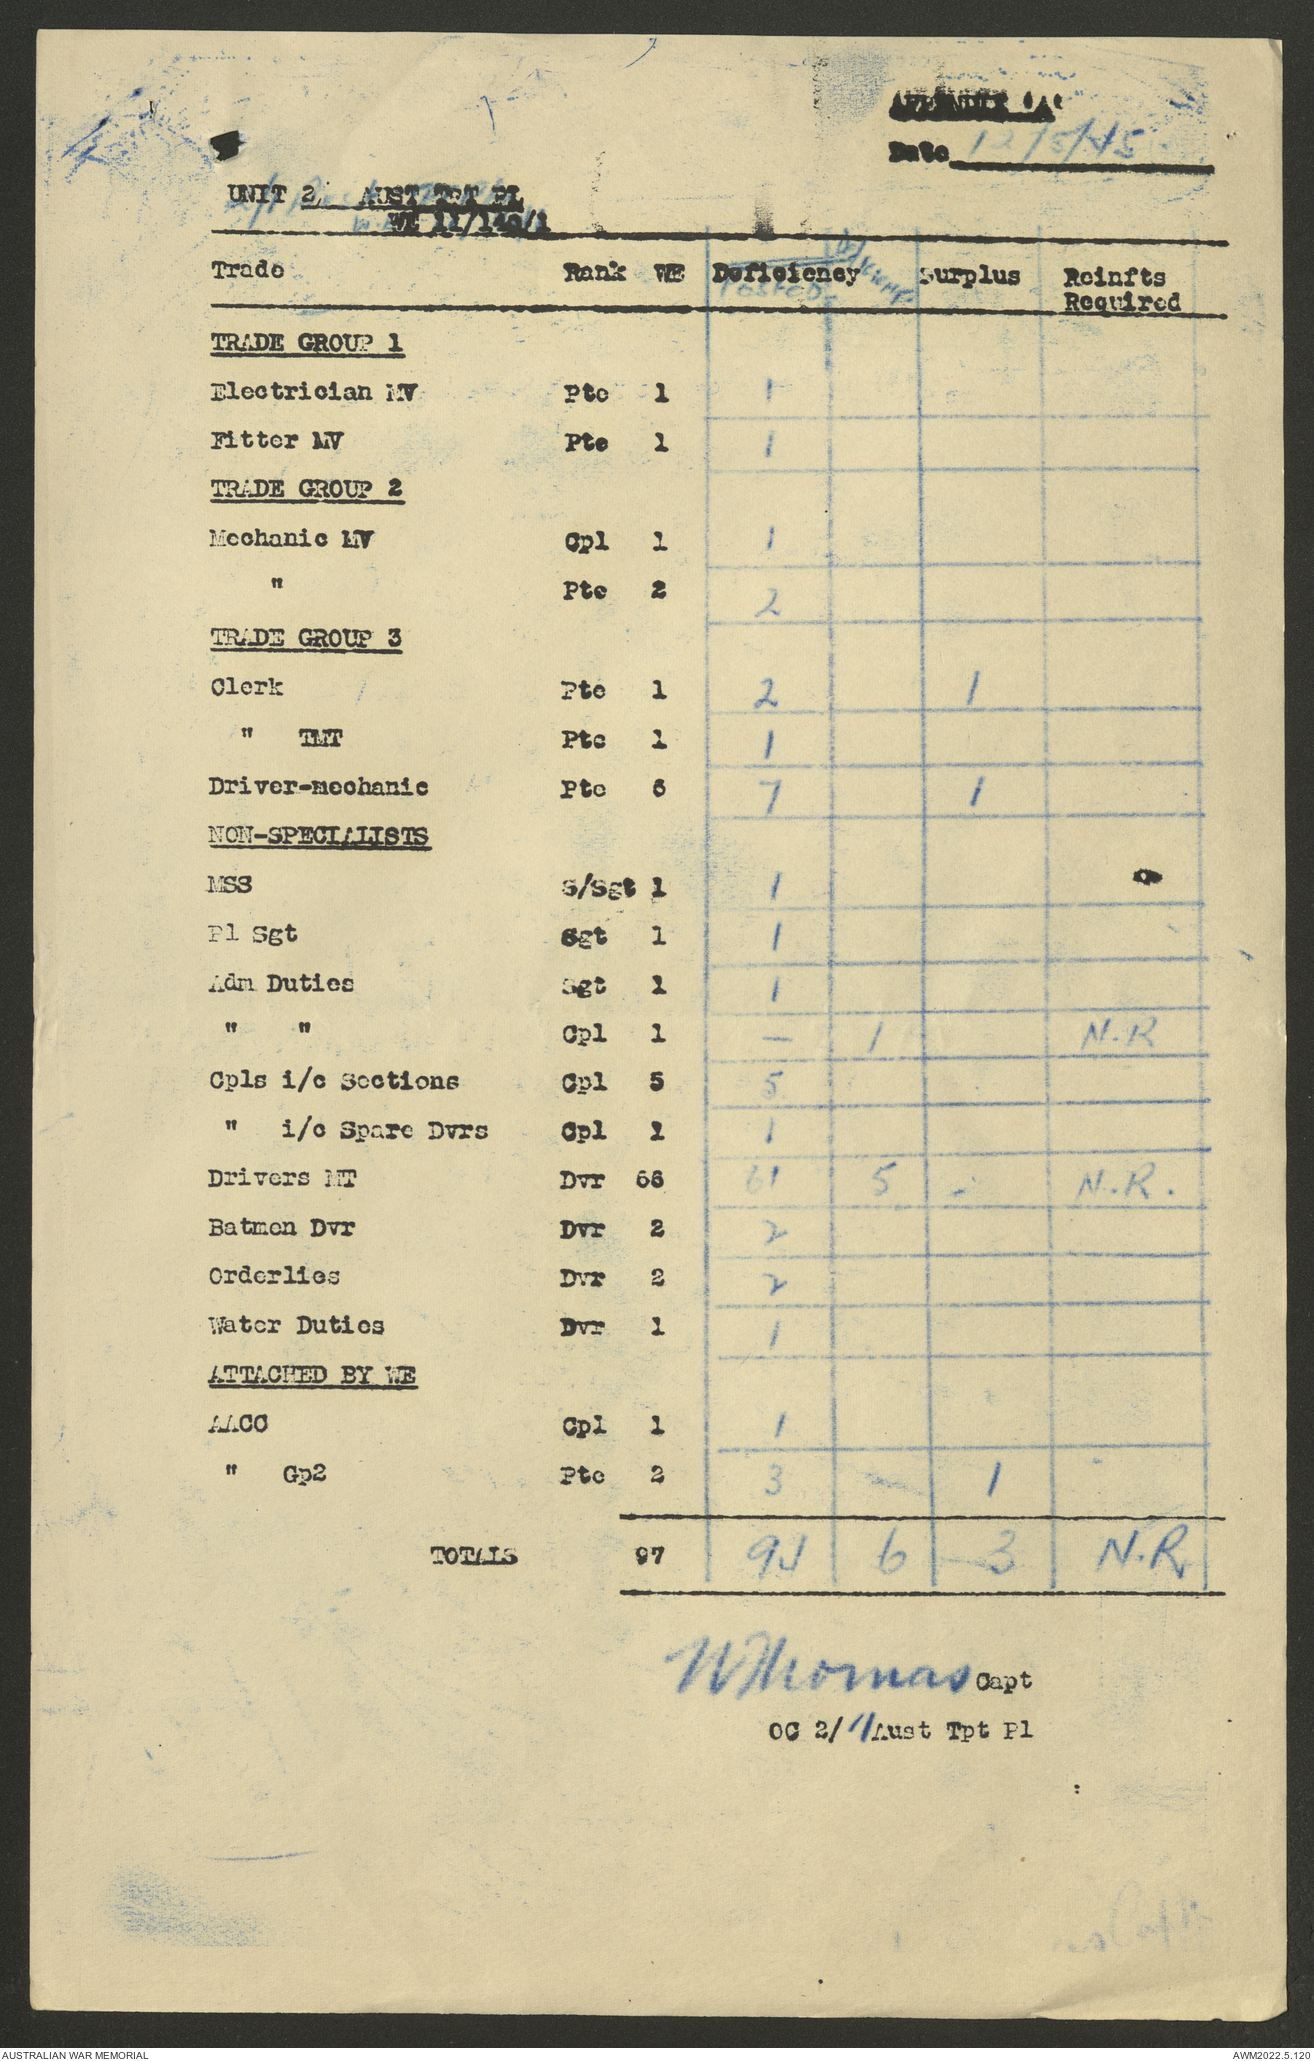 APPENDIX 'A'
Date 12/5/45
UNIT 2/ AUST TPT PL
WE 11/140/1
Trade Rank WE Deficiency Surplus Reinfts
Posted Deficient
Required
TRADE GROUP 1
Electrician MV Pte 1 1
Fitter MV Pte 1 1
TRADE GROUP 2
Mechanic MV Cpl 1 1
" Pte 2 2
TRADE GROUP 3
Clerk Pte 1 2 1
" TMT Pte 1 1
Driver-mechanic Pte 6 7 1
NON-SPECIALISTS
MSS S/Sgt 1 1
Pl Sgt Sgt 1 1
Adm Duties Sgt 1 1
" " Cpl 1 - 1 N.R
Cpls i/c Sections Cpl 5 5
" i/c Spare Dvrs Cpl 1 1
Drivers MT Dvr 66 61 5 - N.R.
Batmen Dvr Dvr 2 2
Orderlies Dvr 2 2
Water Duties Dvr 1 1
ATTACHED BY WE
AACC Cpl 1 1
" Gp2 Pte 2 3 - 1
TOTALS 97 6 3 N.R.
W Thomas Capt
OC 2/ Aust Tpt Pl
AUSTRALIAN WAR MEMORIAL AWM2022.5.120